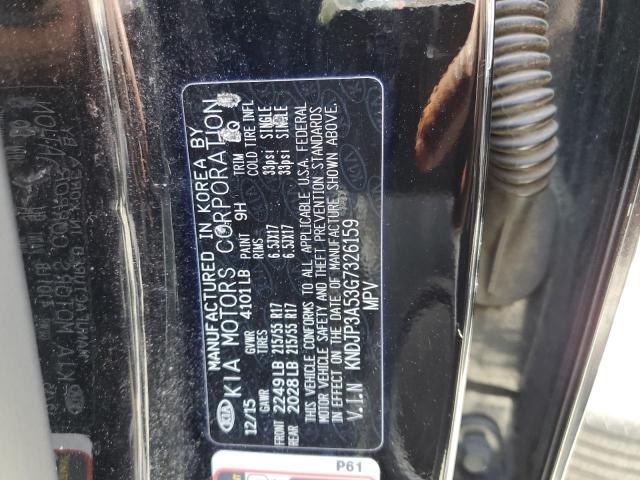 MANUFACTURED IN KOREA BY
KIA KIA MOTORS CORPORATION
12/15 GVWR 4101LB PAINT 9H TRIM EQ
GAWR TIRES RIMS COLD TIRE INFL
FRONT 2249LB 215/55 R17 6.5JX17 33psi SINGLE
REAR 2028LB 215/55 R17 6.5JX17 33psi SINGLE
THIS VEHICLE CONFORMS TO ALL APPLICABLE U.S.A. FEDERAL
MOTOR VEHICLE SAFETY AND THEFT PREVENTION STANDARDS
IN EFFECT ON THE DATE OF MANUFACTURE SHOWN ABOVE.
V.I.N KNDJP3A53G7326159
MPV
P61